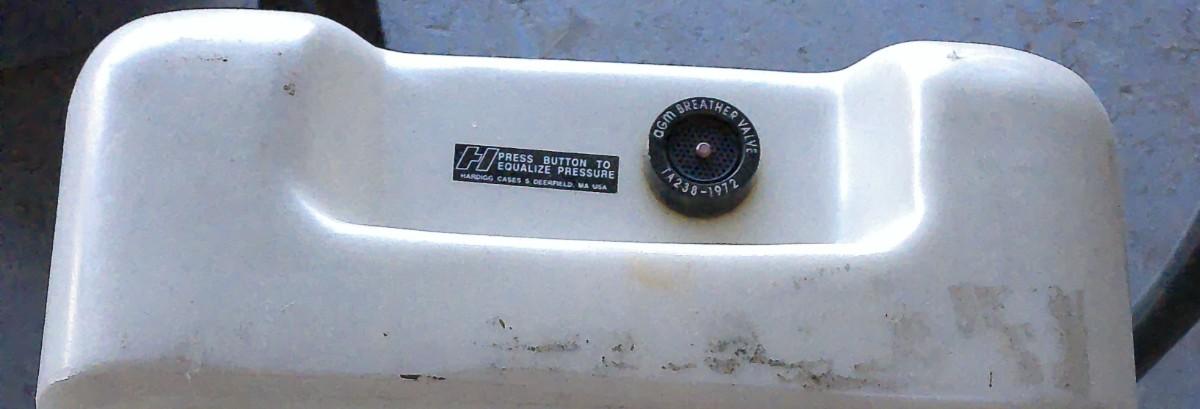 H PRESS BUTTON TO
EQUALIZE PRESSURE
HARDIGG CASES S. DEERFIELD, MA USA
AGM BREATHER VALVE
TA238-1972